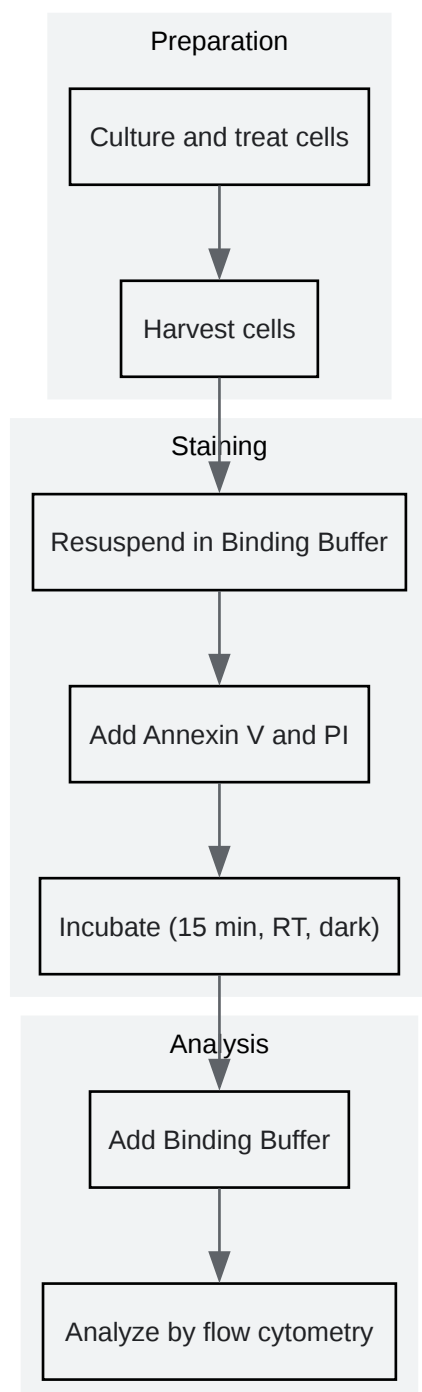 Preparation
Culture and treat cells
Harvest cells
Staining
Resuspend in Binding Buffer
Add Annexin V and PI
Incubate (15 min, RT, dark)
Analysis
Add Binding Buffer
Analyze by flow cytometry